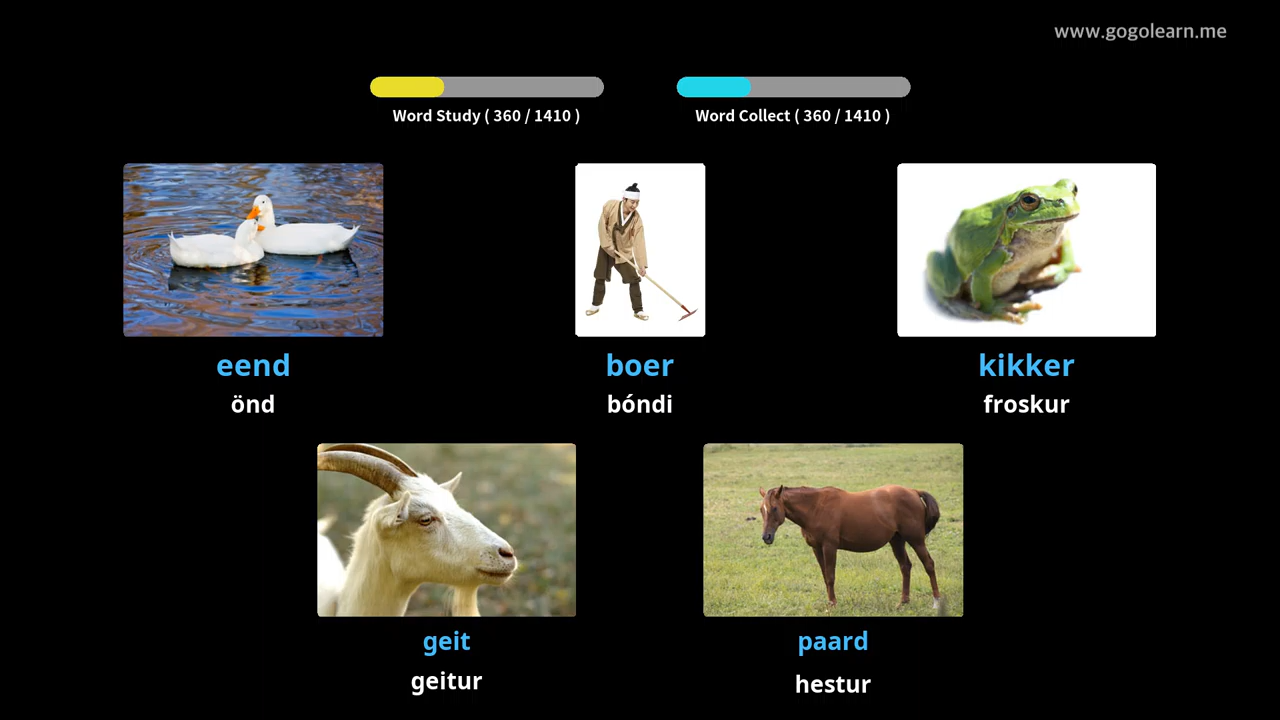 www.gogolearn.me
Word Study ( 360 / 1410 )
Word Collect ( 360 / 1410 )
eend
önd
boer
bóndi
kikker
froskur
geit
geitur
paard
hestur